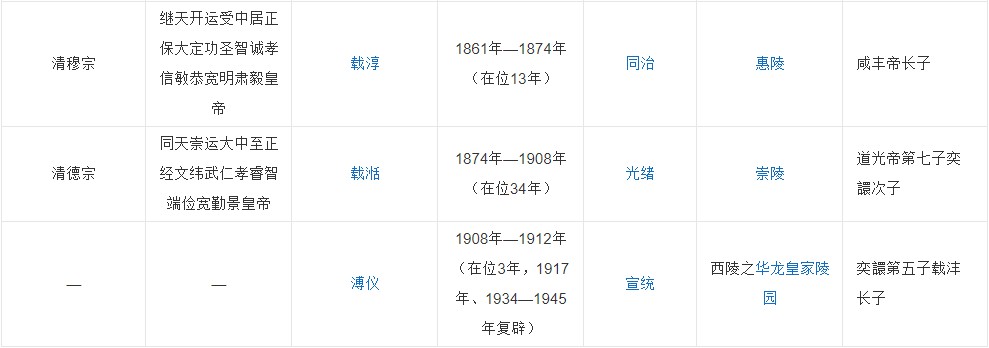 清穆宗
继天开运受中居正
保大定功圣智诚孝
信敏恭宽明肃毅皇
帝
载淳
1861年—1874年
（在位13年）
同治
惠陵
咸丰帝长子
清德宗
同天崇运大中至正
经文纬武仁孝睿智
端俭宽勤景皇帝
载湉
1874年—1908年
（在位34年）
光绪
崇陵
道光帝第七子奕
譞次子
—
—
溥仪
1908年—1912年
（在位3年，1917
年、1934—1945
年复辟）
宣统
西陵之华龙皇家陵
园
奕譞第五子载沣
长子